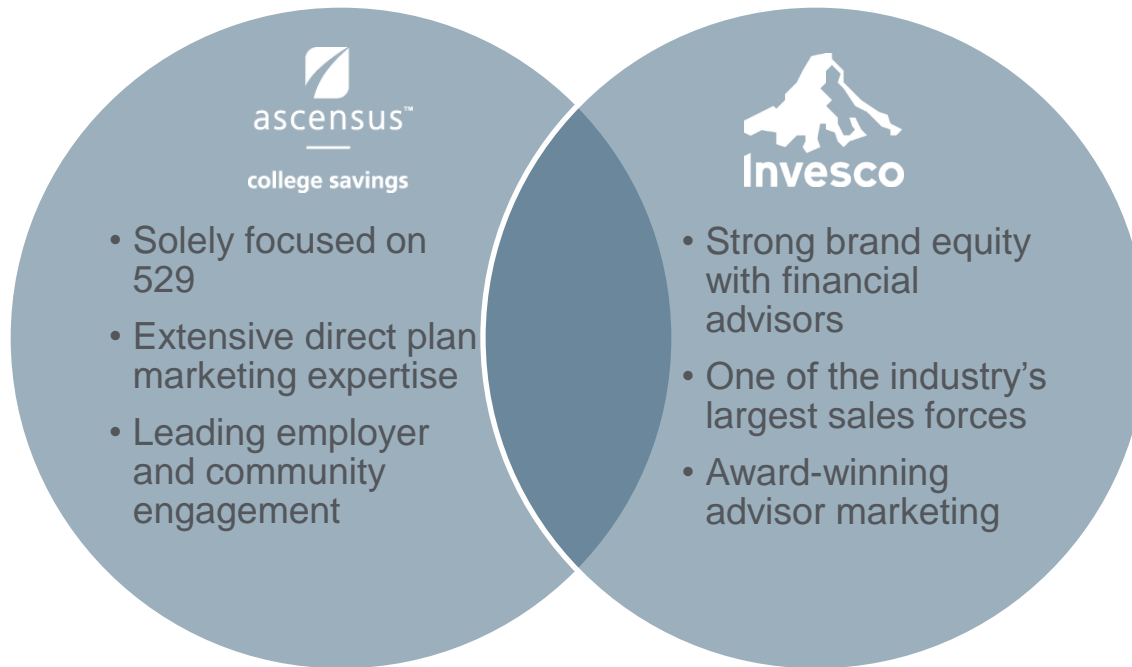 ascensus™
college savings
• Solely focused on
529
• Extensive direct plan
marketing expertise
• Leading employer
and community
engagement
Invesco
• Strong brand equity
with financial
advisors
• One of the industry’s
largest sales forces
• Award-winning
advisor marketing